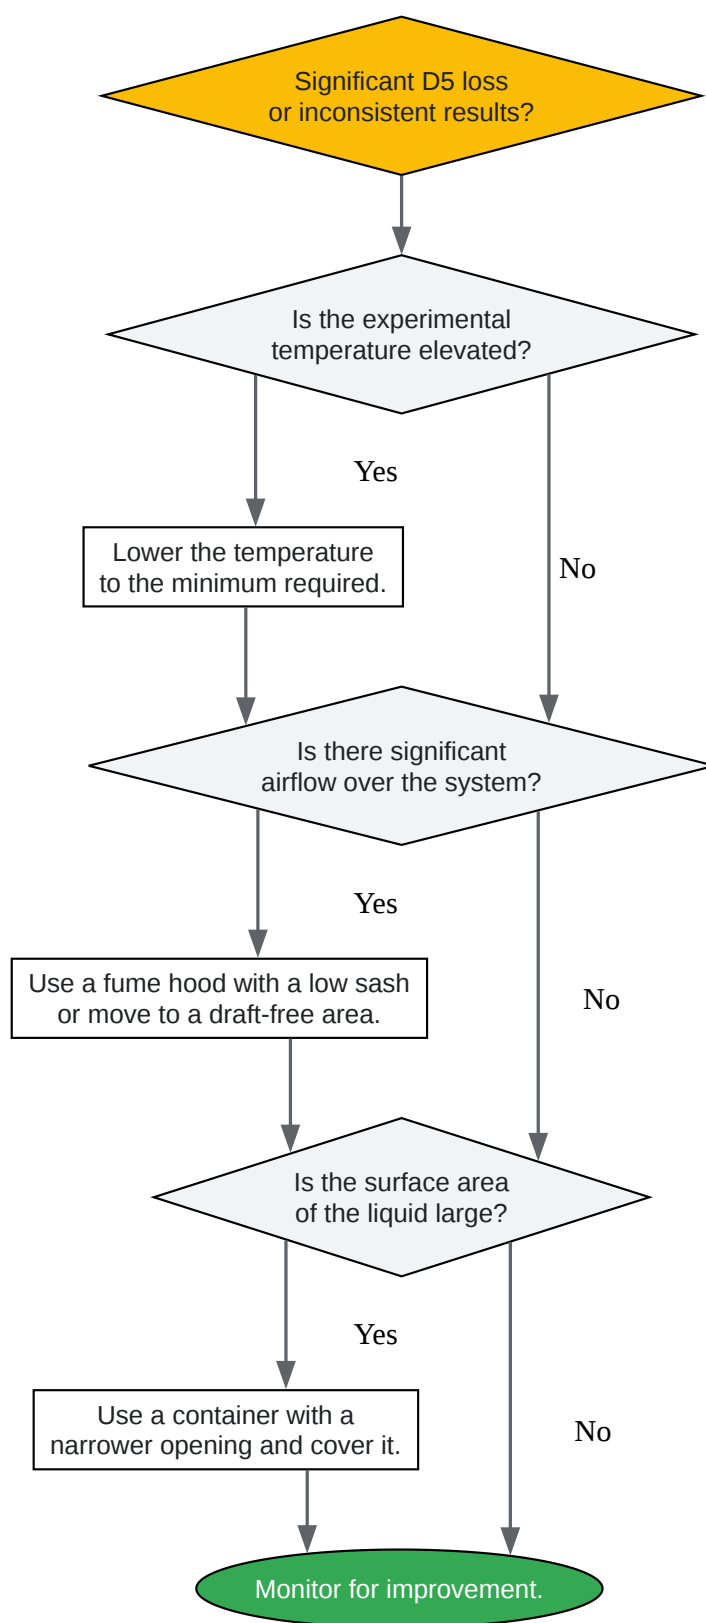 Significant D5 loss
or inconsistent results?
Is the experimental
temperature elevated?
Yes
Lower the temperature
to the minimum required.
No
Is there significant
airflow over the system?
Yes
Use a fume hood with a low sash
or move to a draft-free area.
No
Is the surface area
of the liquid large?
Yes
Use a container with a
narrower opening and cover it.
No
Monitor for improvement.